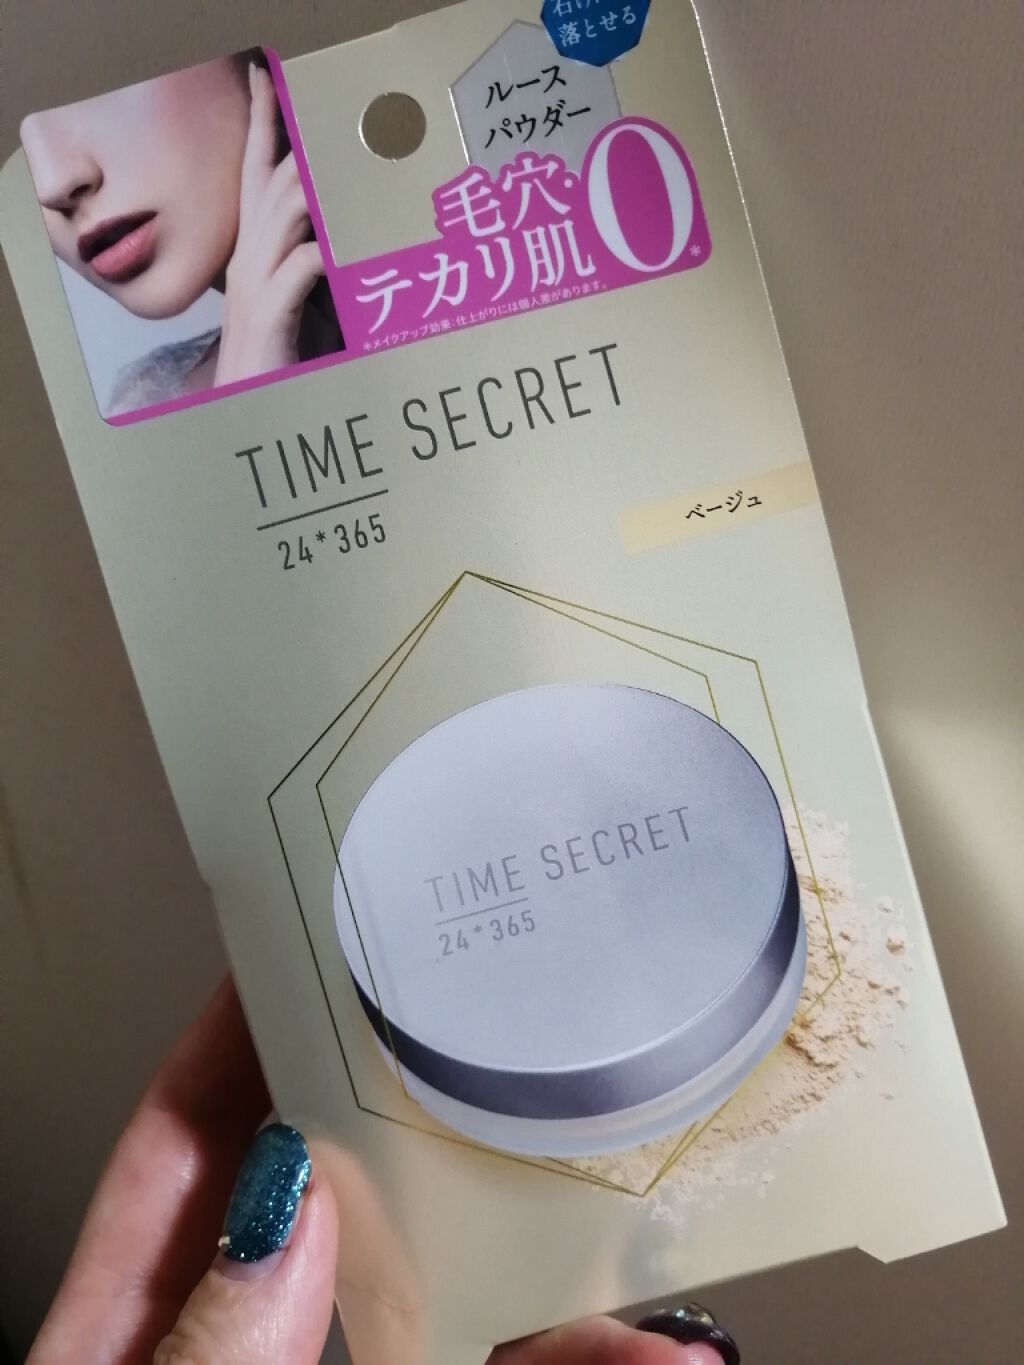 石け
落とせる
ルース
パウダー
毛穴・
テカリ肌0*
*メイクアップ効果:仕上がりには個人差があります。
TIME SECRET
24*365
ベージュ
TIME SECRET
24*365